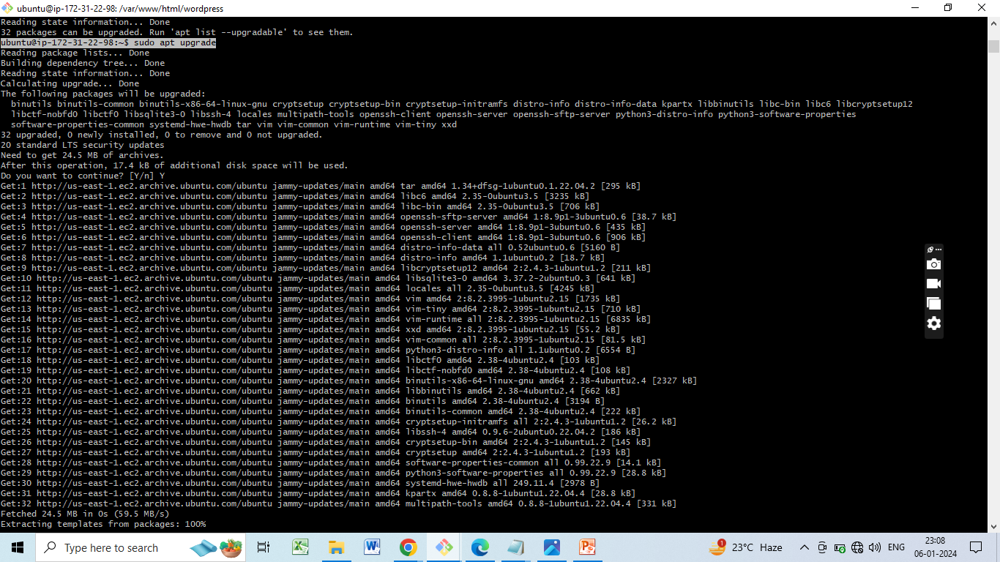 ubuntu@ip-172-31-22-98: /var/www/html/wordpress
Reading state information... Done
32 packages can be upgraded. Run 'apt list --upgradable' to see them.
ubuntu@ip-172-31-22-98:~$ sudo apt upgrade
Reading package lists... Done
Building dependency tree... Done
Reading state information... Done
Calculating upgrade... Done
The following packages will be upgraded:
binutils binutils-common binutils-x86-64-linux-gnu cryptsetup cryptsetup-bin cryptsetup-initramfs distro-info distro-info-data kpartx libbinutils libc-bin libc6 libcryptsetup12
libctf-nobfd0 libctf0 libsqlite3-0 libssh-4 locales multipath-tools openssh-client openssh-server openssh-sftp-server python3-distro-info python3-software-properties
software-properties-common systemd-hwe-hwdb tar vim vim-common vim-runtime vim-tiny xxd
32 upgraded, 0 newly installed, 0 to remove and 0 not upgraded.
20 standard LTS security updates
Need to get 24.5 MB of archives.
After this operation, 17.4 kB of additional disk space will be used.
Do you want to continue? [Y/n] Y
Get:1 http://us-east-1.ec2.archive.ubuntu.com/ubuntu jammy-updates/main amd64 tar amd64 1.34+dfsg-1ubuntu0.1.22.04.2 [295 kB]
Get:2 http://us-east-1.ec2.archive.ubuntu.com/ubuntu jammy-updates/main amd64 libc6 amd64 2.35-0ubuntu3.5 [3235 kB]
Get:3 http://us-east-1.ec2.archive.ubuntu.com/ubuntu jammy-updates/main amd64 libc-bin amd64 2.35-0ubuntu3.5 [706 kB]
Get:4 http://us-east-1.ec2.archive.ubuntu.com/ubuntu jammy-updates/main amd64 openssh-sftp-server amd64 1:8.9p1-3ubuntu0.6 [38.7 kB]
Get:5 http://us-east-1.ec2.archive.ubuntu.com/ubuntu jammy-updates/main amd64 openssh-server amd64 1:8.9p1-3ubuntu0.6 [435 kB]
Get:6 http://us-east-1.ec2.archive.ubuntu.com/ubuntu jammy-updates/main amd64 openssh-client amd64 1:8.9p1-3ubuntu0.6 [906 kB]
Get:7 http://us-east-1.ec2.archive.ubuntu.com/ubuntu jammy-updates/main amd64 distro-info-data all 0.52ubuntu0.6 [5160 B]
Get:8 http://us-east-1.ec2.archive.ubuntu.com/ubuntu jammy-updates/main amd64 distro-info amd64 1.1ubuntu0.2 [18.7 kB]
Get:9 http://us-east-1.ec2.archive.ubuntu.com/ubuntu jammy-updates/main amd64 libcryptsetup12 amd64 2:2.4.3-1ubuntu1.2 [211 kB]
Get:10 http://us-east-1.ec2.archive.ubuntu.com/ubuntu jammy-updates/main amd64 libsqlite3-0 amd64 3.37.2-2ubuntu0.3 [641 kB]
Get:11 http://us-east-1.ec2.archive.ubuntu.com/ubuntu jammy-updates/main amd64 locales all 2.35-0ubuntu3.5 [4245 kB]
Get:12 http://us-east-1.ec2.archive.ubuntu.com/ubuntu jammy-updates/main amd64 vim amd64 2:8.2.3995-1ubuntu2.15 [1735 kB]
Get:13 http://us-east-1.ec2.archive.ubuntu.com/ubuntu jammy-updates/main amd64 vim-tiny amd64 2:8.2.3995-1ubuntu2.15 [710 kB]
Get:14 http://us-east-1.ec2.archive.ubuntu.com/ubuntu jammy-updates/main amd64 vim-runtime all 2:8.2.3995-1ubuntu2.15 [6835 kB]
Get:15 http://us-east-1.ec2.archive.ubuntu.com/ubuntu jammy-updates/main amd64 xxd amd64 2:8.2.3995-1ubuntu2.15 [55.2 kB]
Get:16 http://us-east-1.ec2.archive.ubuntu.com/ubuntu jammy-updates/main amd64 vim-common all 2:8.2.3995-1ubuntu2.15 [81.5 kB]
Get:17 http://us-east-1.ec2.archive.ubuntu.com/ubuntu jammy-updates/main amd64 python3-distro-info all 1.1ubuntu0.2 [6554 B]
Get:18 http://us-east-1.ec2.archive.ubuntu.com/ubuntu jammy-updates/main amd64 libctf0 amd64 2.38-4ubuntu2.4 [103 kB]
Get:19 http://us-east-1.ec2.archive.ubuntu.com/ubuntu jammy-updates/main amd64 libctf-nobfd0 amd64 2.38-4ubuntu2.4 [108 kB]
Get:20 http://us-east-1.ec2.archive.ubuntu.com/ubuntu jammy-updates/main amd64 binutils-x86-64-linux-gnu amd64 2.38-4ubuntu2.4 [2327 kB]
Get:21 http://us-east-1.ec2.archive.ubuntu.com/ubuntu jammy-updates/main amd64 libbinutils amd64 2.38-4ubuntu2.4 [662 kB]
Get:22 http://us-east-1.ec2.archive.ubuntu.com/ubuntu jammy-updates/main amd64 binutils amd64 2.38-4ubuntu2.4 [3194 B]
Get:23 http://us-east-1.ec2.archive.ubuntu.com/ubuntu jammy-updates/main amd64 binutils-common amd64 2.38-4ubuntu2.4 [222 kB]
Get:24 http://us-east-1.ec2.archive.ubuntu.com/ubuntu jammy-updates/main amd64 cryptsetup-initramfs all 2:2.4.3-1ubuntu1.2 [26.2 kB]
Get:25 http://us-east-1.ec2.archive.ubuntu.com/ubuntu jammy-updates/main amd64 libssh-4 amd64 0.9.6-2ubuntu0.22.04.2 [186 kB]
Get:26 http://us-east-1.ec2.archive.ubuntu.com/ubuntu jammy-updates/main amd64 cryptsetup-bin amd64 2:2.4.3-1ubuntu1.2 [145 kB]
Get:27 http://us-east-1.ec2.archive.ubuntu.com/ubuntu jammy-updates/main amd64 cryptsetup amd64 2:2.4.3-1ubuntu1.2 [193 kB]
Get:28 http://us-east-1.ec2.archive.ubuntu.com/ubuntu jammy-updates/main amd64 software-properties-common all 0.99.22.9 [14.1 kB]
Get:29 http://us-east-1.ec2.archive.ubuntu.com/ubuntu jammy-updates/main amd64 python3-software-properties all 0.99.22.9 [28.8 kB]
Get:30 http://us-east-1.ec2.archive.ubuntu.com/ubuntu jammy-updates/main amd64 systemd-hwe-hwdb all 249.11.4 [2978 B]
Get:31 http://us-east-1.ec2.archive.ubuntu.com/ubuntu jammy-updates/main amd64 kpartx amd64 0.8.8-1ubuntu1.22.04.4 [28.8 kB]
Get:32 http://us-east-1.ec2.archive.ubuntu.com/ubuntu jammy-updates/main amd64 multipath-tools amd64 0.8.8-1ubuntu1.22.04.4 [331 kB]
Fetched 24.5 MB in 0s (59.5 MB/s)
Extracting templates from packages: 100%
Type here to search
1
23°C Haze
ENG
23:08
06-01-2024